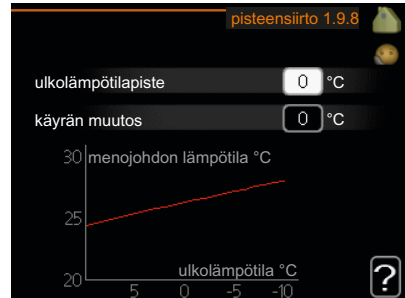 pisteensiirto 1.9.8
ulkolämpötilapiste 0 °C
käyrän muutos 0 °C
30 menojohdon lämpötila °C
25
20
ulkolämpötila °C
5 0 -5 -10
?